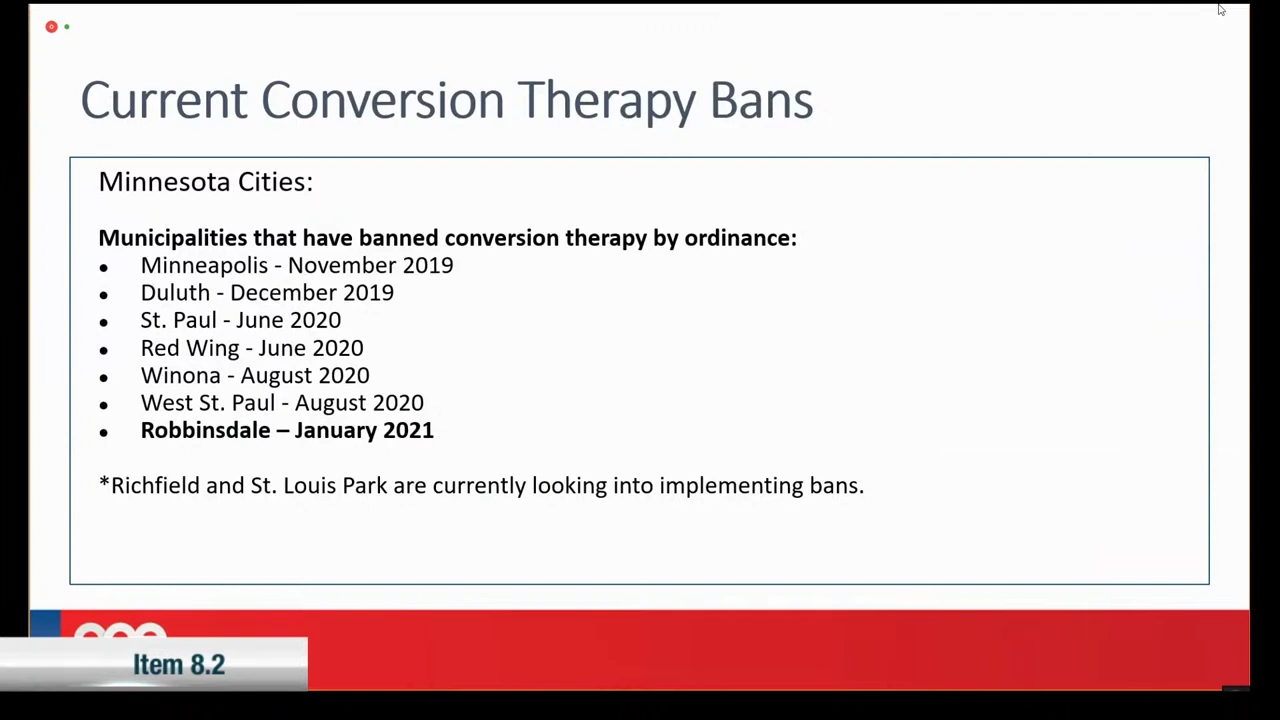 Current Conversion Therapy Bans
Minnesota Cities:
Municipalities that have banned conversion therapy by ordinance:
• Minneapolis - November 2019
• Duluth - December 2019
• St. Paul - June 2020
• Red Wing - June 2020
• Winona - August 2020
• West St. Paul - August 2020
• Robbinsdale – January 2021
*Richfield and St. Louis Park are currently looking into implementing bans.
Item 8.2